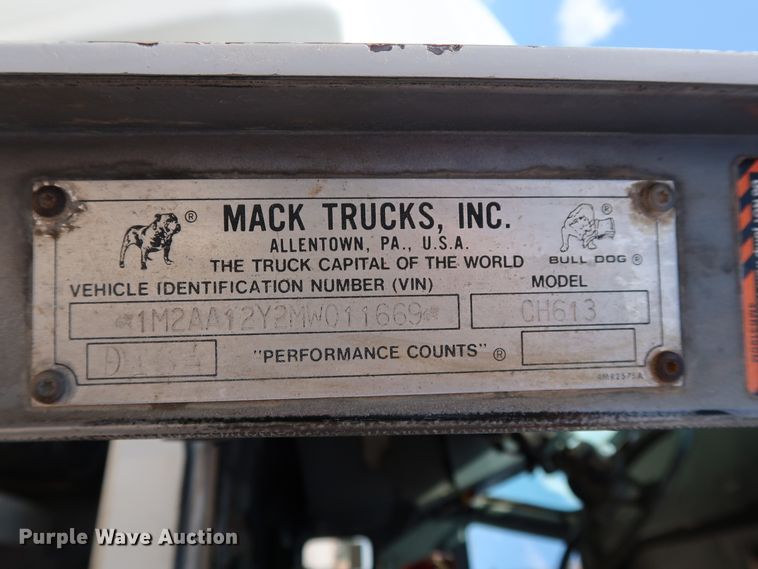 ® MACK TRUCKS, INC. ®
ALLENTOWN, PA., U.S.A.
THE TRUCK CAPITAL OF THE WORLD BULL DOG ®
VEHICLE IDENTIFICATION NUMBER (VIN) MODEL
1M2AA12Y2MW011669 CH613
"PERFORMANCE COUNTS" ®
Purple Wave Auction®